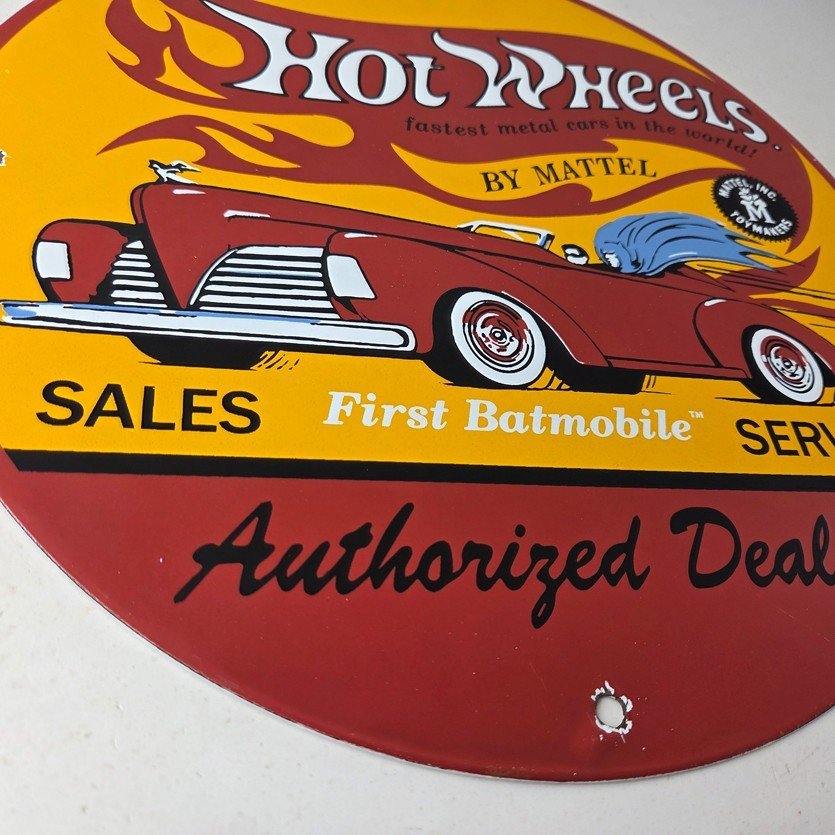 HOT WHEELS.
fastest metal cars in the world!
BY MATTEL
MATTEL, INC.
M
TOYMAKERS
SALES
First Batmobile™
SERV
Authorized Deal